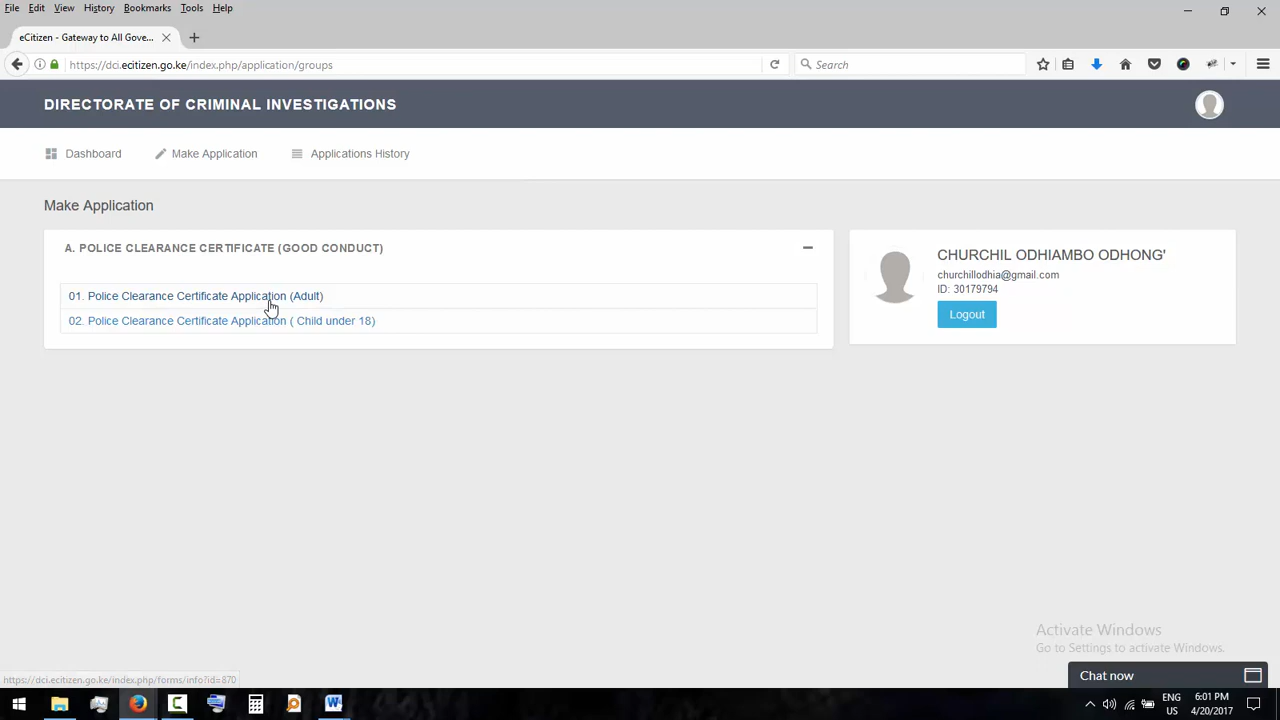 File Edit View History Bookmarks Tools Help
eCitizen - Gateway to All Gove...
https://dci.ecitizen.go.ke/index.php/application/groups
Search
DIRECTORATE OF CRIMINAL INVESTIGATIONS
Dashboard Make Application Applications History
Make Application
A. POLICE CLEARANCE CERTIFICATE (GOOD CONDUCT)
01. Police Clearance Certificate Application (Adult)
02. Police Clearance Certificate Application ( Child under 18)
CHURCHIL ODHIAMBO ODHONG'
churchillodhia@gmail.com
ID: 30179794
Logout
Activate Windows
Go to Settings to activate Windows.
Chat now
https://dci.ecitizen.go.ke/index.php/forms/info?id=870
ENG
US
6:01 PM
4/20/2017